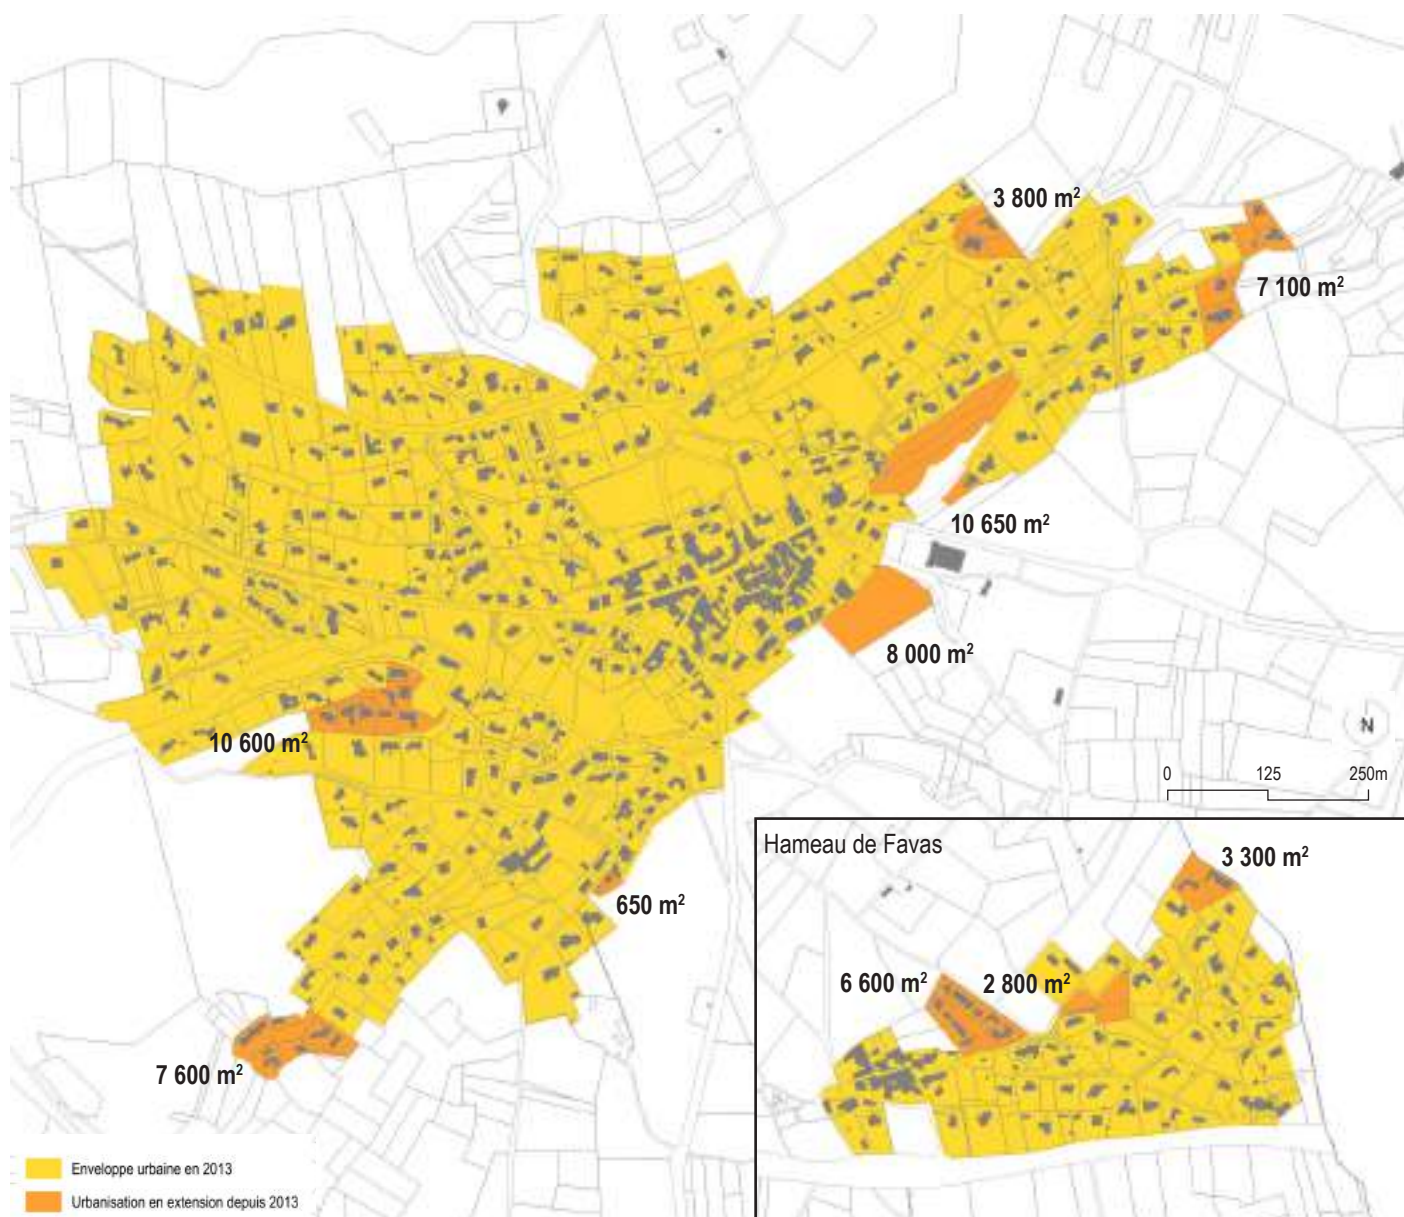 3 800 m²
7 100 m²
10 650 m²
8 000 m²
10 600 m²
N
0 125 250m
Hameau de Favas
3 300 m²
650 m²
6 600 m²
2 800 m²
7 600 m²
Enveloppe urbaine en 2013
Urbanisation en extension depuis 2013